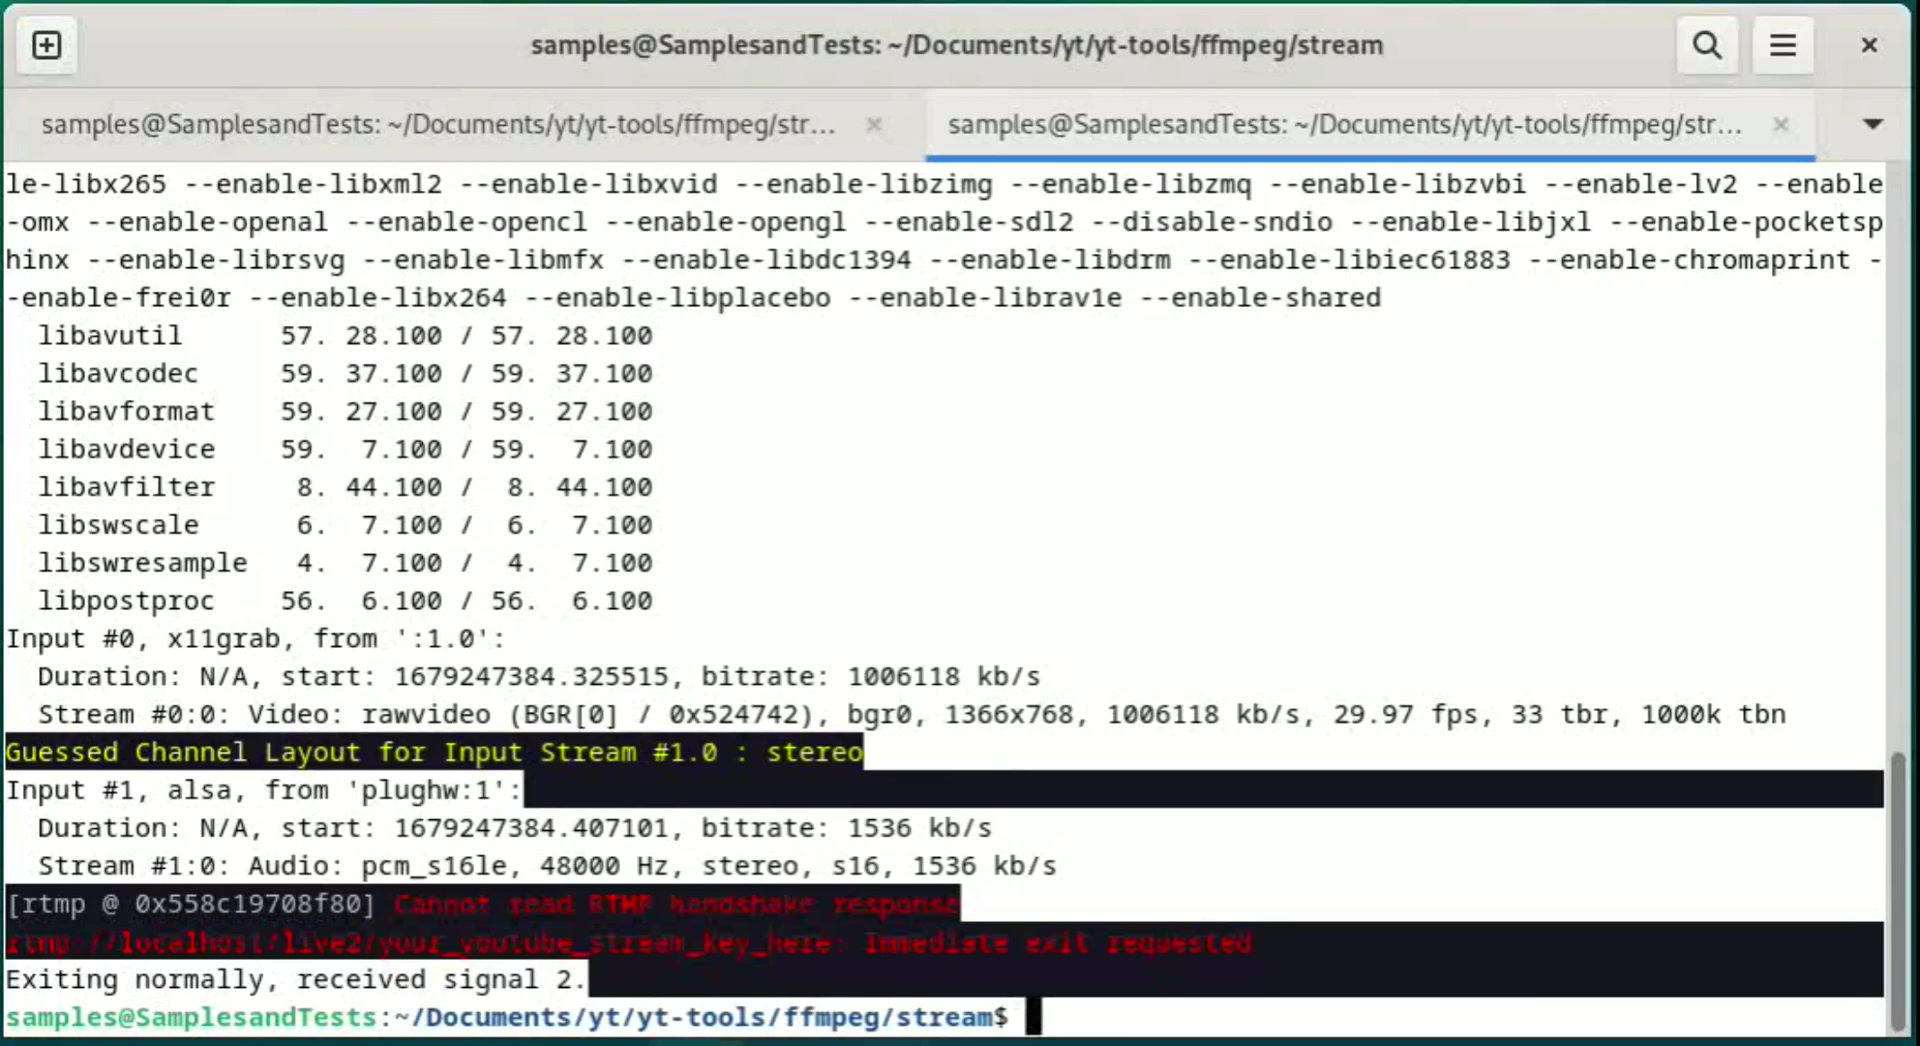 samples@SamplesandTests: ~/Documents/yt/yt-tools/ffmpeg/stream
samples@SamplesandTests: ~/Documents/yt/yt-tools/ffmpeg/str...
samples@SamplesandTests: ~/Documents/yt/yt-tools/ffmpeg/str...
le-libx265 --enable-libxml2 --enable-libxvid --enable-libzimg --enable-libzmq --enable-libzvbi --enable-lv2 --enable
-omx --enable-openal --enable-opencl --enable-opengl --enable-sdl2 --disable-sndio --enable-libjxl --enable-pocketsp
hinx --enable-librsvg --enable-libmfx --enable-libdc1394 --enable-libdrm --enable-libiec61883 --enable-chromaprint -
-enable-frei0r --enable-libx264 --enable-libplacebo --enable-librav1e --enable-shared
libavutil 57. 28.100 / 57. 28.100
libavcodec 59. 37.100 / 59. 37.100
libavformat 59. 27.100 / 59. 27.100
libavdevice 59. 7.100 / 59. 7.100
libavfilter 8. 44.100 / 8. 44.100
libswscale 6. 7.100 / 6. 7.100
libswresample 4. 7.100 / 4. 7.100
libpostproc 56. 6.100 / 56. 6.100
Input #0, x11grab, from ':1.0':
Duration: N/A, start: 1679247384.325515, bitrate: 1006118 kb/s
Stream #0:0: Video: rawvideo (BGR[0] / 0x524742), bgr0, 1366x768, 1006118 kb/s, 29.97 fps, 33 tbr, 1000k tbn
Guessed Channel Layout for Input Stream #1.0 : stereo
Input #1, alsa, from 'plughw:1':
Duration: N/A, start: 1679247384.407101, bitrate: 1536 kb/s
Stream #1:0: Audio: pcm_s16le, 48000 Hz, stereo, s16, 1536 kb/s
[rtmp @ 0x558c19708f80] Cannot read RTMP handshake response
rtmp://localhost/live2/your_youtube_stream_key_here: Immediate exit requested
Exiting normally, received signal 2.
samples@SamplesandTests:~/Documents/yt/yt-tools/ffmpeg/stream$